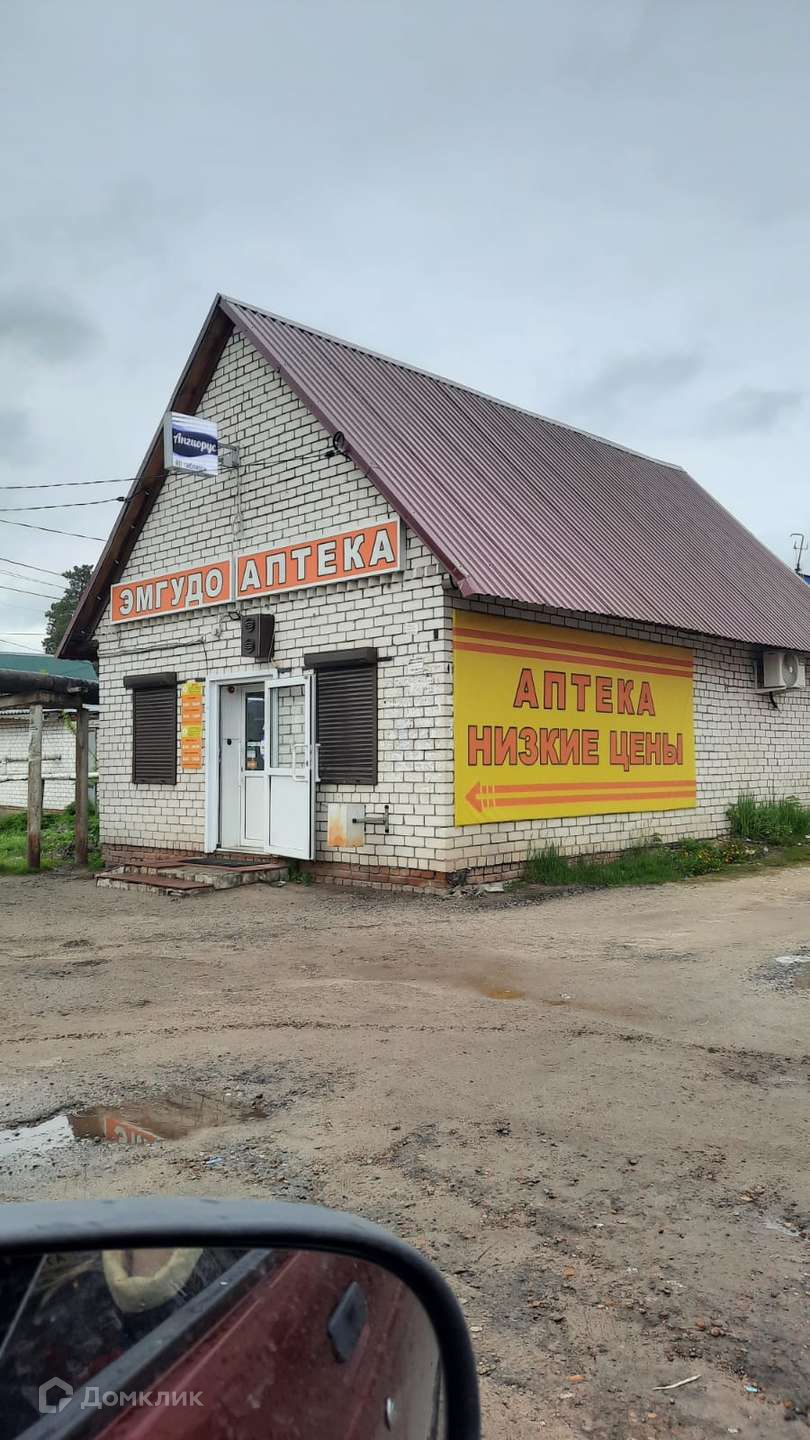 Ангиорус
ЭМГУДО АПТЕКА
АПТЕКА
НИЗКИЕ ЦЕНЫ
Домклик